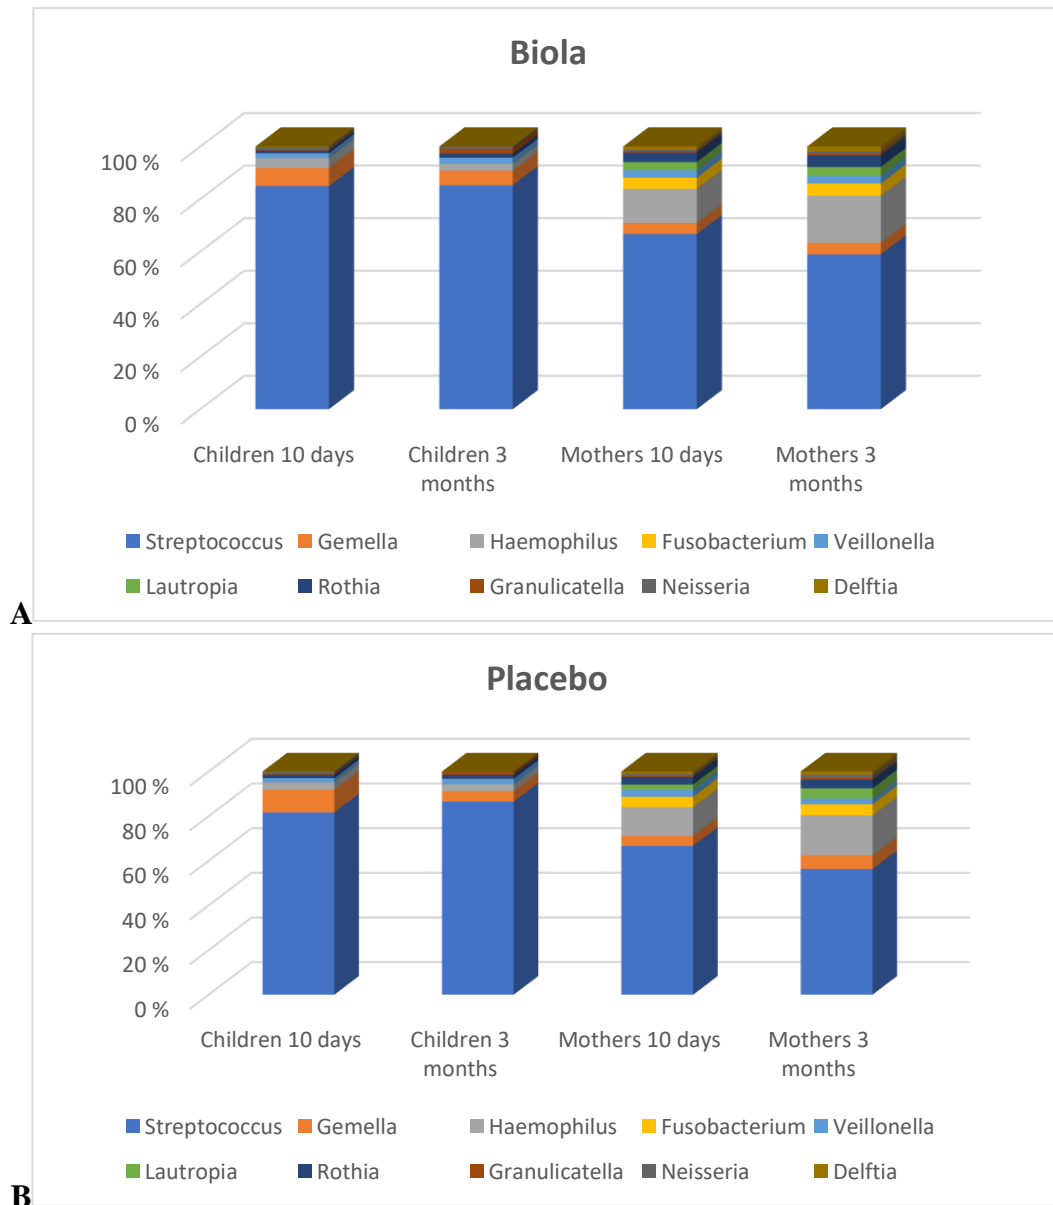 Biola
100 %
80 %
60 %
40 %
20 %
0 %
Children 10 days Children 3 months Mothers 10 days Mothers 3 months
Streptococcus Gemella Haemophilus Fusobacterium Veillonella
Lautropia Rothia Granulicatella Neisseria Delftia
A
Placebo
100 %
80 %
60 %
40 %
20 %
0 %
Children 10 days Children 3 months Mothers 10 days Mothers 3 months
Streptococcus Gemella Haemophilus Fusobacterium Veillonella
Lautropia Rothia Granulicatella Neisseria Delftia
B